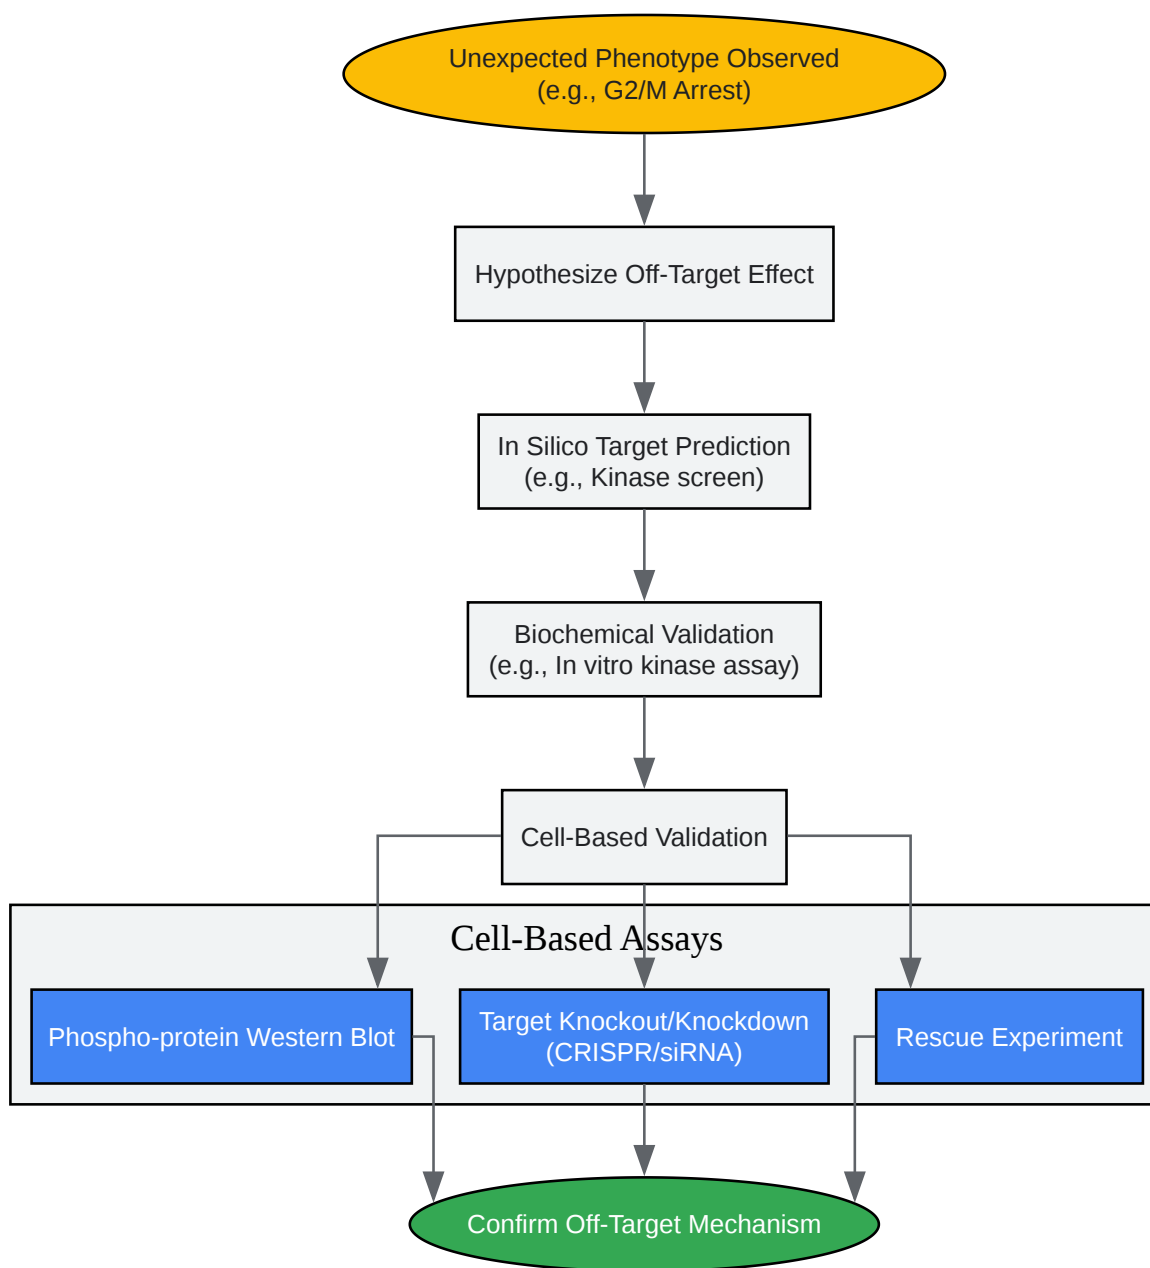 Unexpected Phenotype Observed
(e.g., G2/M Arrest)
Hypothesize Off-Target Effect
In Silico Target Prediction
(e.g., Kinase screen)
Biochemical Validation
(e.g., In vitro kinase assay)
Cell-Based Validation
Cell-Based Assays
Phospho-protein Western Blot
Target Knockout/Knockdown
(CRISPR/siRNA)
Rescue Experiment
Confirm Off-Target Mechanism